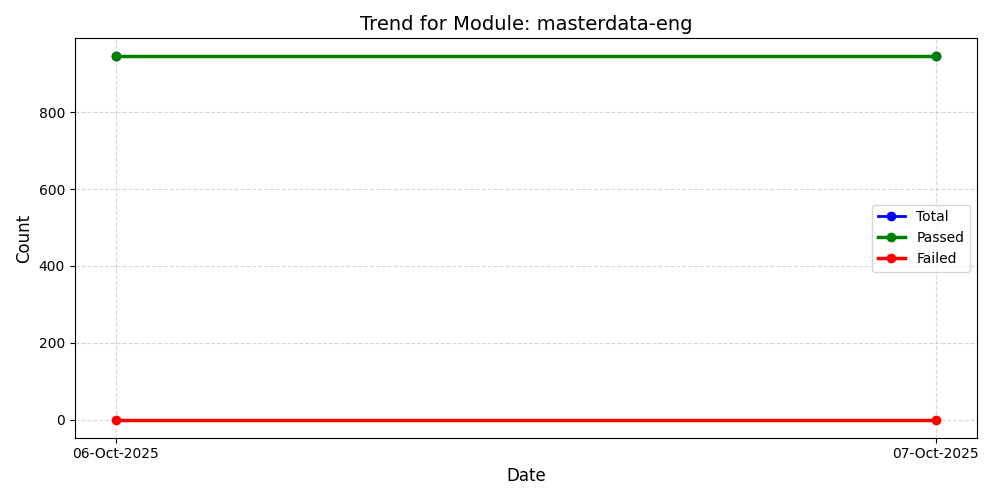 Trend for Module: masterdata-eng
Count
800
600
400
200
0
Total
Passed
Failed
06-Oct-2025
07-Oct-2025
Date